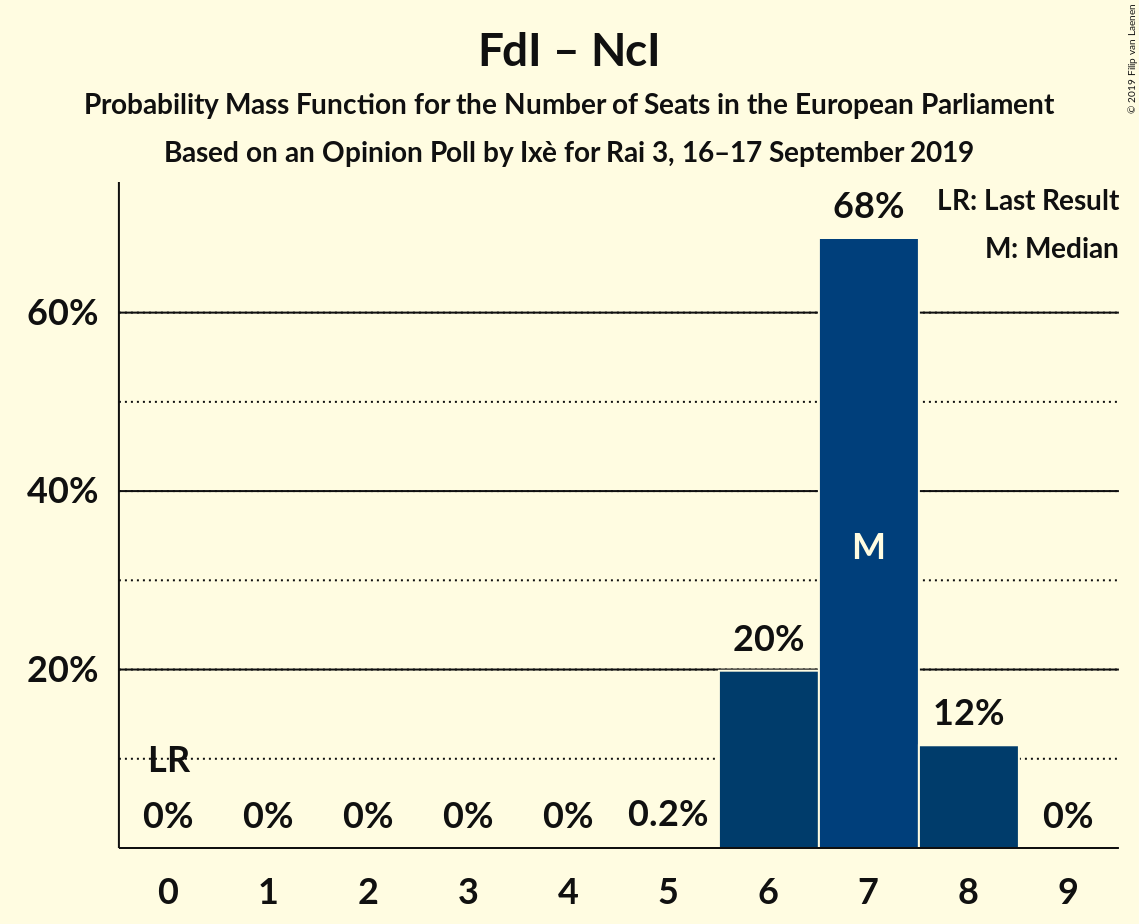 FdI – NcI
Probability Mass Function for the Number of Seats in the European Parliament
Based on an Opinion Poll by Ixè for Rai 3, 16–17 September 2019
© 2019 Filip van Laenen
LR: Last Result
M: Median
60%
40%
20%
LR
0%
0%
0%
0%
0%
0.2%
20%
68%
M
12%
0%
0
1
2
3
4
5
6
7
8
9